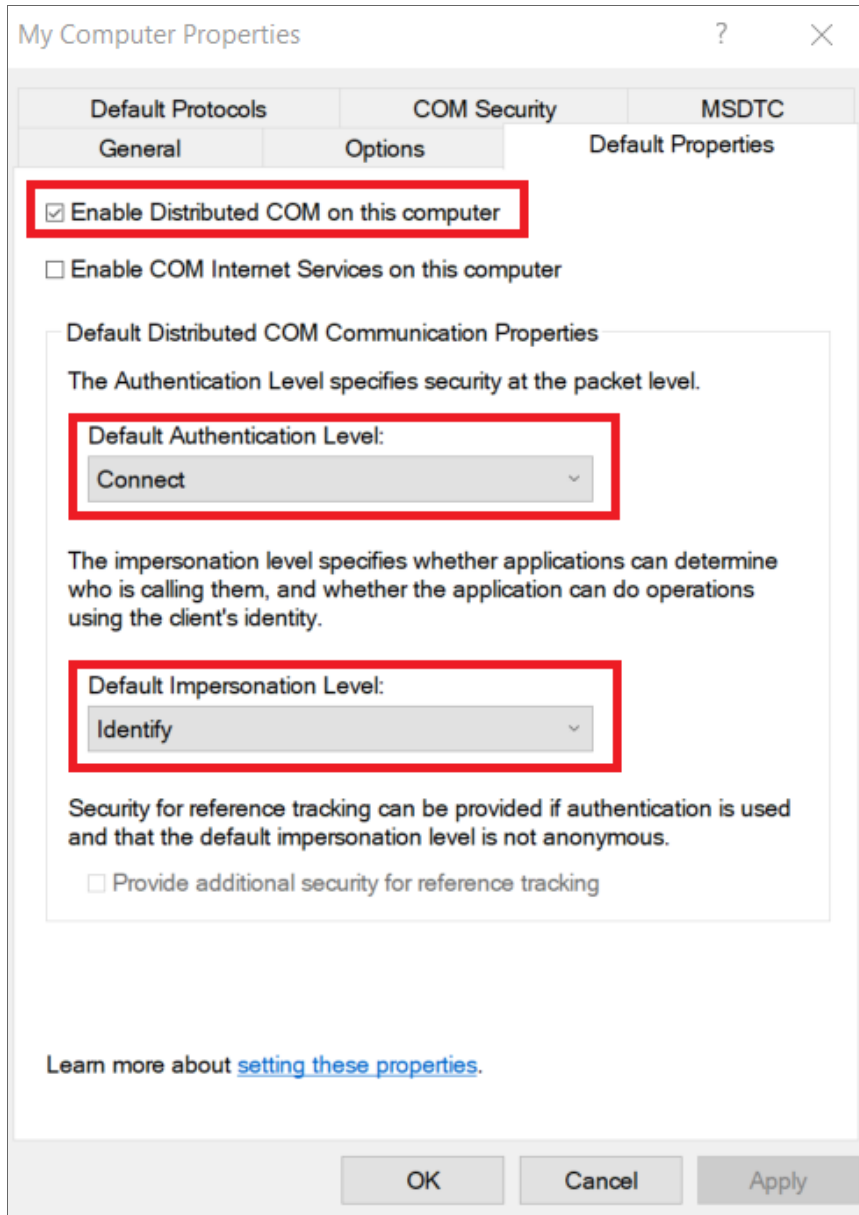 My Computer Properties
Default Protocols COM Security MSDTC
General Options Default Properties
Enable Distributed COM on this computer
Enable COM Internet Services on this computer
Default Distributed COM Communication Properties
The Authentication Level specifies security at the packet level.
Default Authentication Level:
Connect
The impersonation level specifies whether applications can determine
who is calling them, and whether the application can do operations
using the client's identity.
Default Impersonation Level:
Identify
Security for reference tracking can be provided if authentication is used
and that the default impersonation level is not anonymous.
Provide additional security for reference tracking
Learn more about setting these properties.
OK Cancel Apply